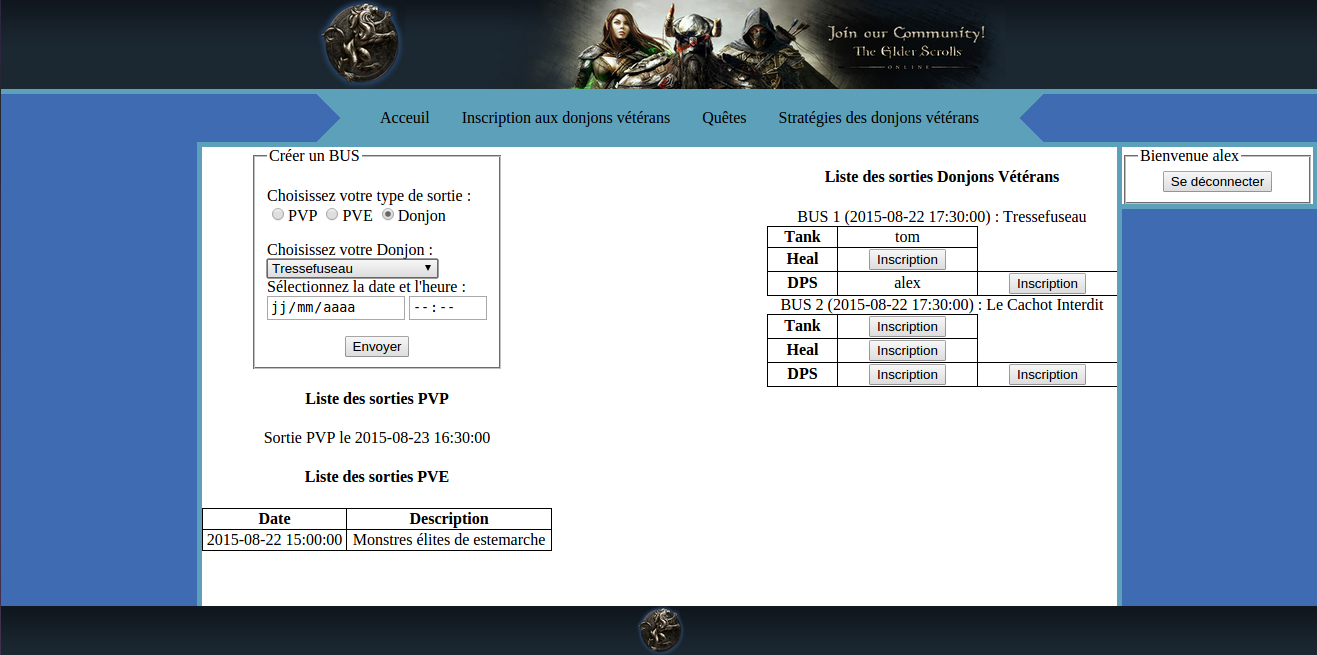 Join our Community!
The Elder Scrolls
ONLINE
Acceuil Inscription aux donjons vétérans Quêtes Stratégies des donjons vétérans
Créer un BUS
Choisissez votre type de sortie :
PVP PVE Donjon
Choisissez votre Donjon :
Tressefuseau
Sélectionnez la date et l'heure :
jj/mm/aaaa --:--
Envoyer
Liste des sorties PVP
Sortie PVP le 2015-08-23 16:30:00
Liste des sorties PVE
Date Description
2015-08-22 15:00:00 Monstres élites de estemarche
Liste des sorties Donjons Vétérans
BUS 1 (2015-08-22 17:30:00) : Tressefuseau
Tank tom
Heal Inscription
DPS alex Inscription
BUS 2 (2015-08-22 17:30:00) : Le Cachot Interdit
Tank Inscription
Heal Inscription
DPS Inscription Inscription
Bienvenue alex
Se déconnecter